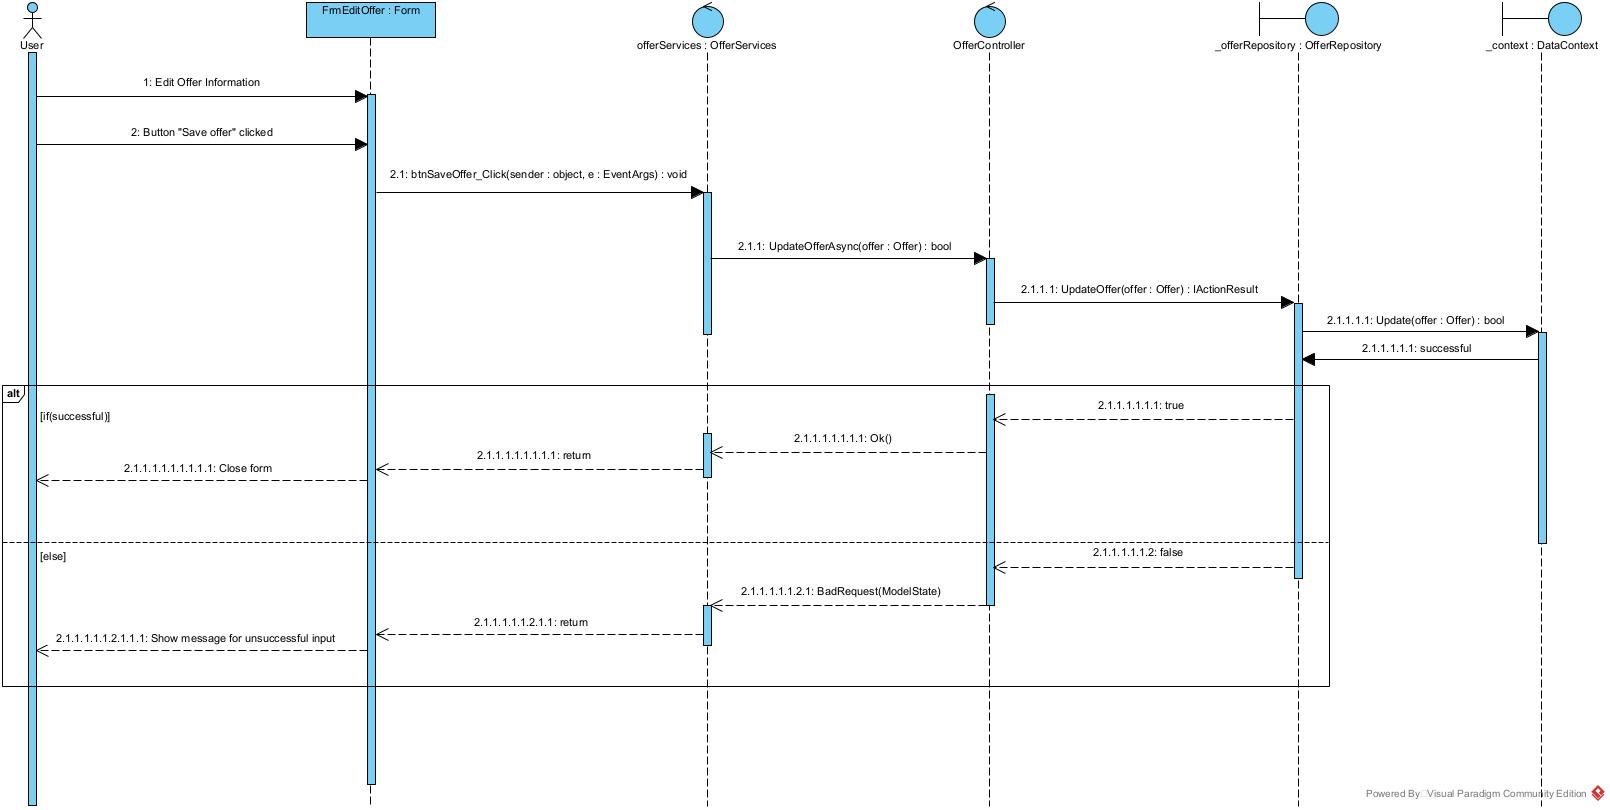 User
FrmEditOffer : Form
offerServices : OfferServices
OfferController
_offerRepository : OfferRepository
_context : DataContext
1: Edit Offer Information
2: Button "Save offer" clicked
2.1: btnSaveOffer_Click(sender : object, e : EventArgs) : void
2.1.1: UpdateOfferAsync(offer : Offer) : bool
2.1.1.1: UpdateOffer(offer : Offer) : IActionResult
2.1.1.1.1: Update(offer : Offer) : bool
2.1.1.1.1.1: successful
alt
[if(successful)]
2.1.1.1.1.1.1: true
2.1.1.1.1.1.1.1: Ok()
2.1.1.1.1.1.1.1.1: return
2.1.1.1.1.1.1.1.1.1: Close form
[else]
2.1.1.1.1.1.2: false
2.1.1.1.1.1.2.1: BadRequest(ModelState)
2.1.1.1.1.1.2.1.1: return
2.1.1.1.1.1.2.1.1.1: Show message for unsuccessful input
Powered By Visual Paradigm Community Edition